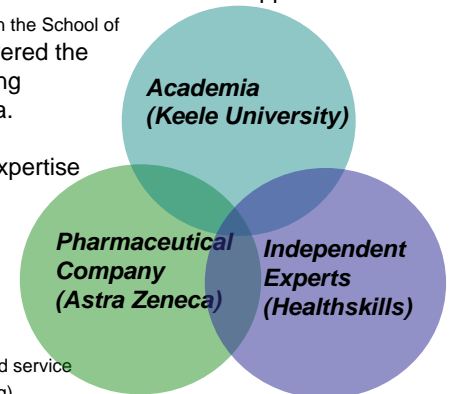 n the School of
ered the
ng
a.
xpertise
Academia
(Keele University)
Pharmaceutical
Company
(Astra Zeneca)
Independent
Experts
(Healthskills)
d service